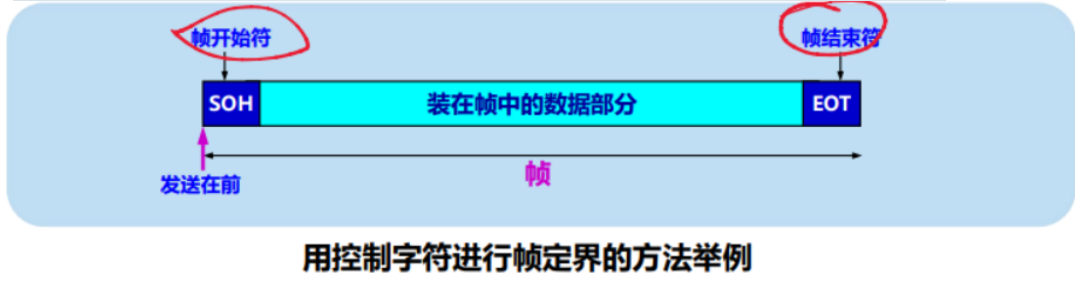 帧开始符
帧结束符
SOH
装在帧中的数据部分
EOT
帧
发送在前
用控制字符进行帧定界的方法举例